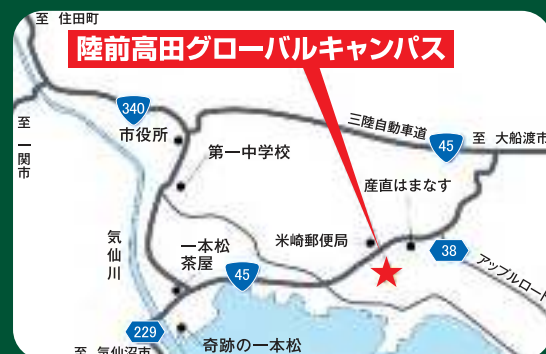 至 住田町
陸前高田グローバルキャンパス
340
市役所
三陸自動車道
45
至 大船渡市
至 一関市
第一中学校
産直はまなす
気仙川
一本松
茶屋
米崎郵便局
45
38
アップルロード
229
奇跡の一本松
至 気仙沼市